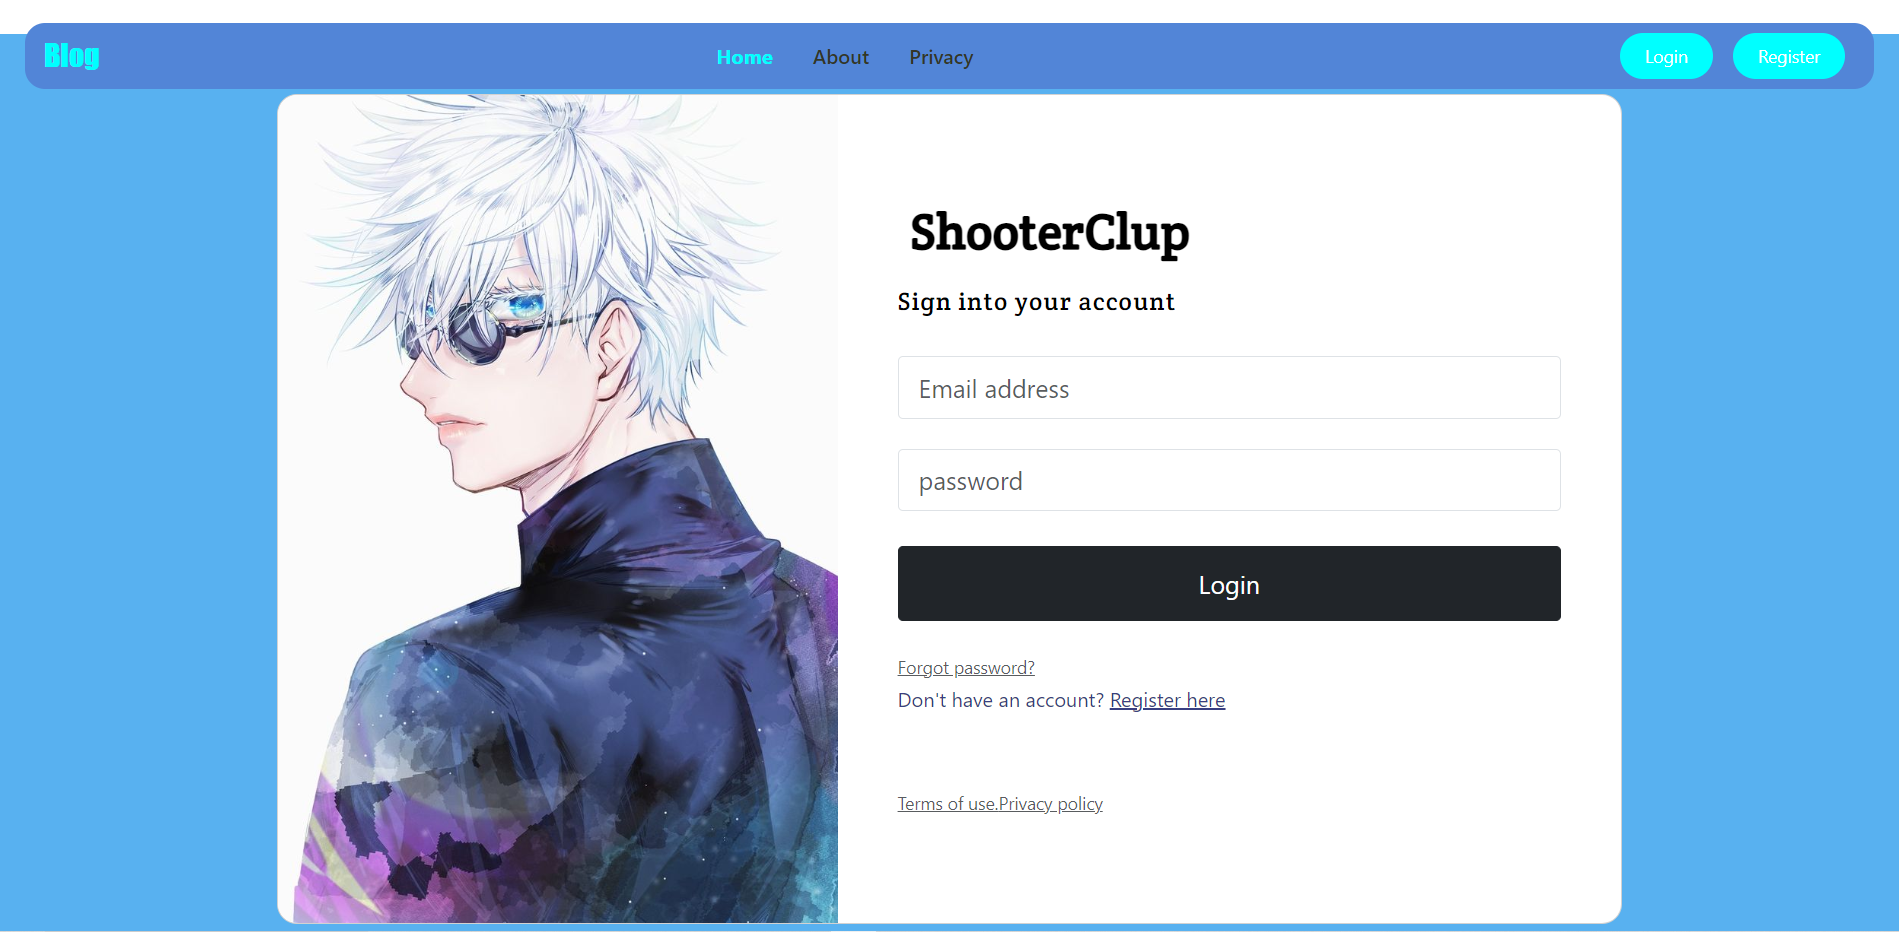 Blog
Home About Privacy
Login Register
ShooterClup
Sign into your account
Email address
password
Login
Forgot password?
Don't have an account? Register here
Terms of use.Privacy policy